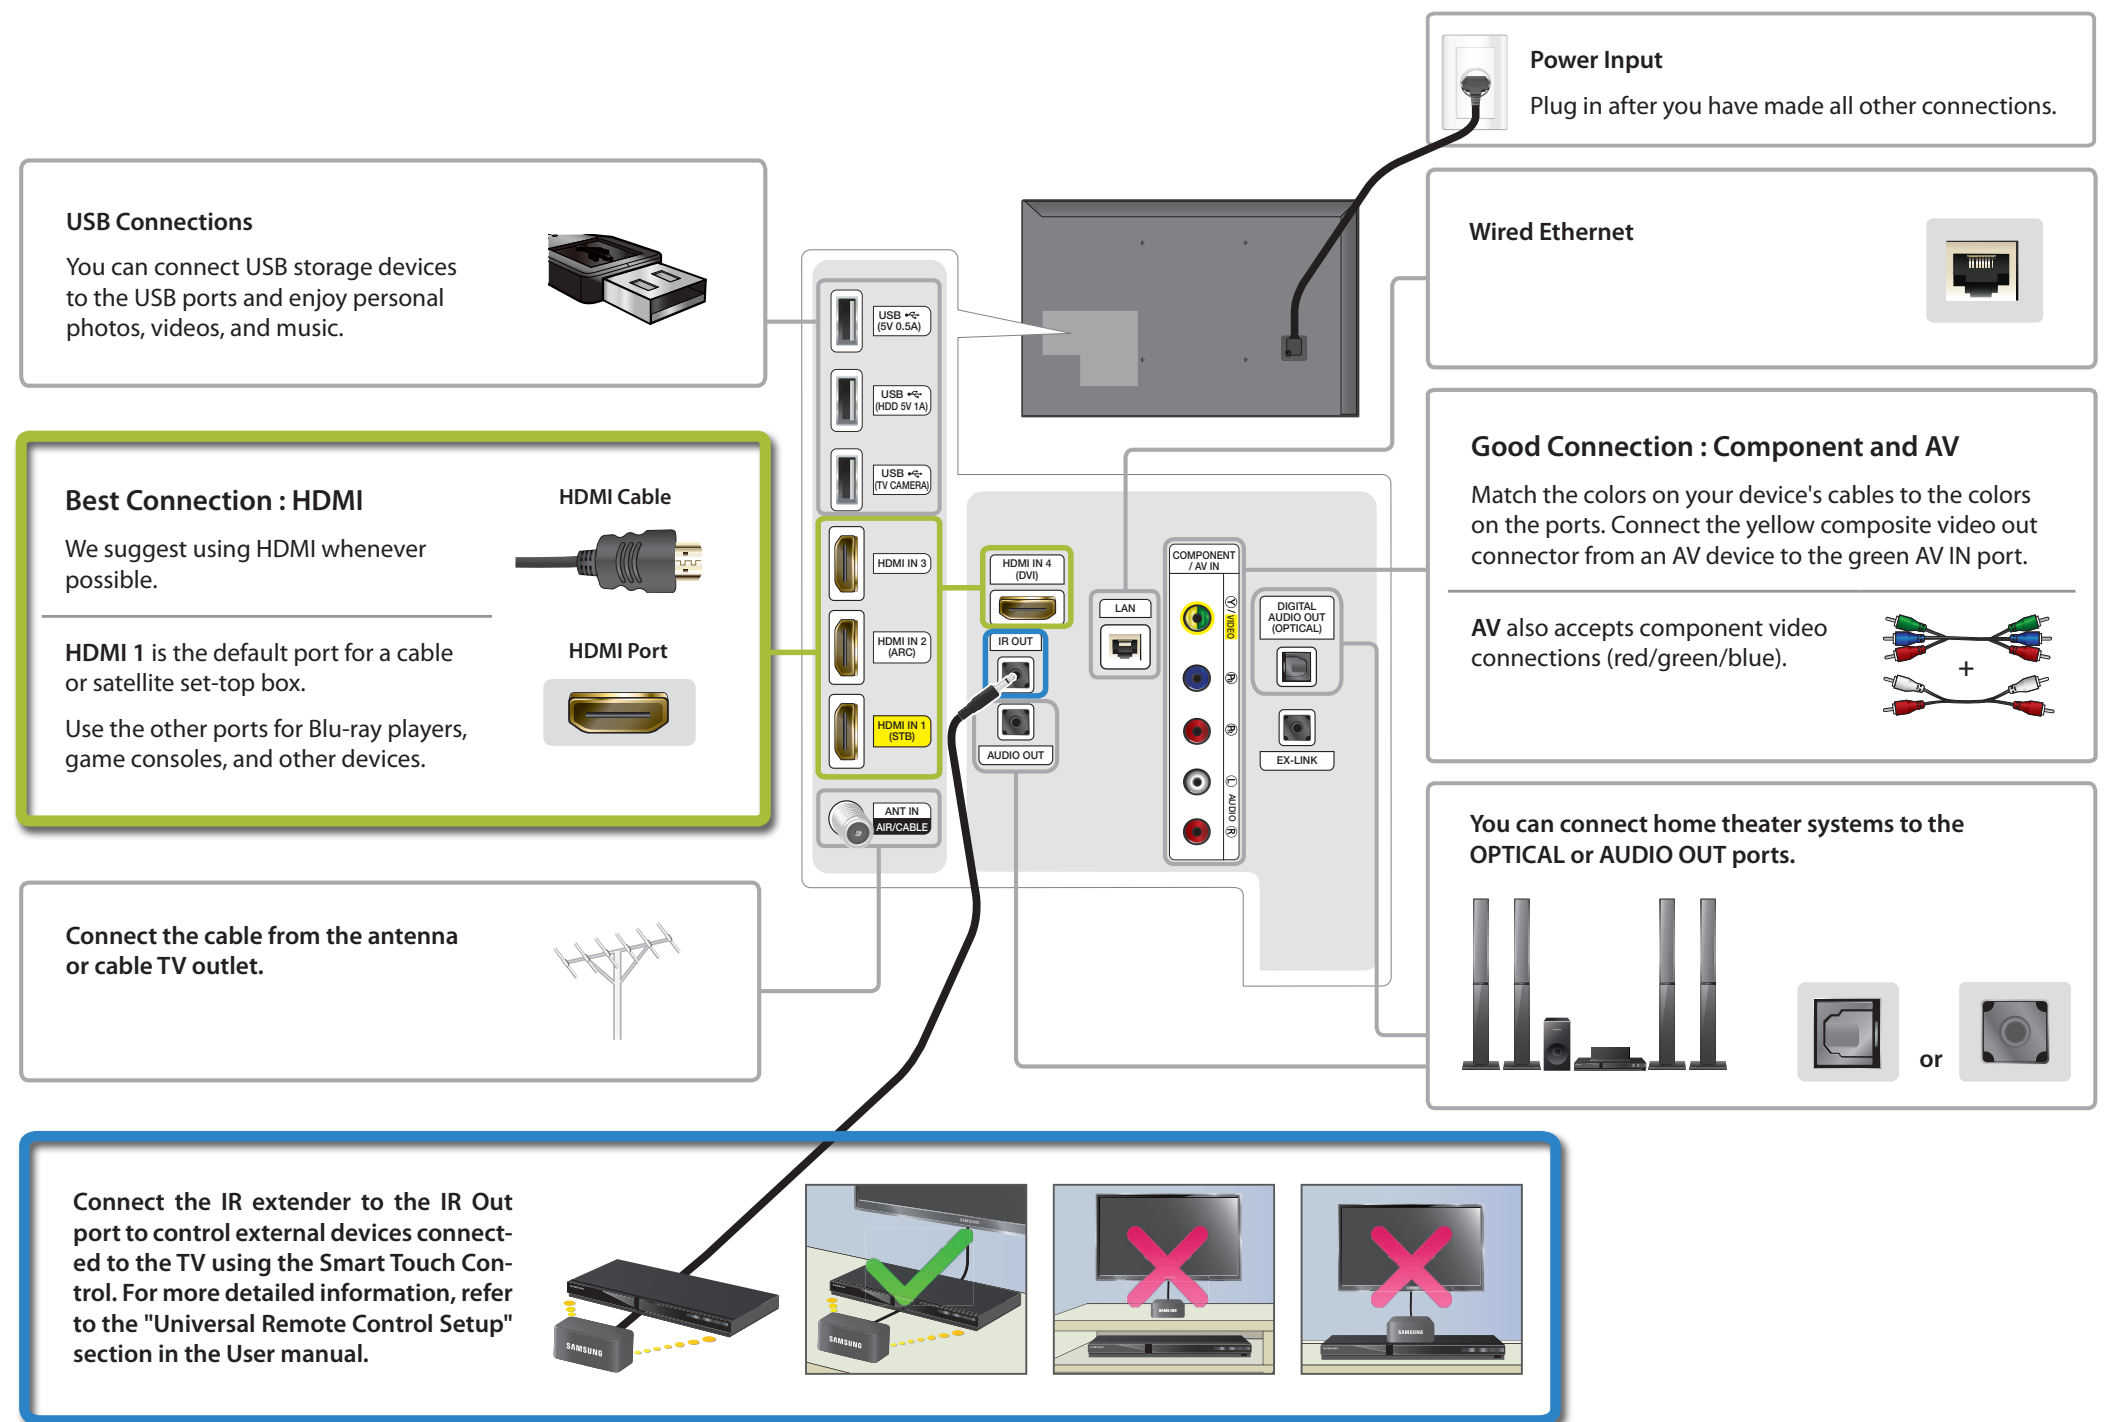 Power Input
Plug in after you have made all other connections.
USB Connections
You can connect USB storage devices
to the USB ports and enjoy personal
photos, videos, and music.
Wired Ethernet
USB
(5V 0.5A)
USB
(HDD 5V 1A)
USB
(TV CAMERA)
Best Connection : HDMI
We suggest using HDMI whenever
possible.
HDMI Cable
HDMI 1 is the default port for a cable
or satellite set-top box.
Use the other ports for Blu-ray players,
game consoles, and other devices.
HDMI Port
HDMI IN 3
HDMI IN 2
(ARC)
HDMI IN 1
(STB)
ANT IN
AIR/CABLE
HDMI IN 4
(DVI)
IR OUT
AUDIO OUT
LAN
COMPONENT
/ AV IN
Y / VIDEO
PB
PR
L AUDIO R
DIGITAL
AUDIO OUT
(OPTICAL)
EX-LINK
Good Connection : Component and AV
Match the colors on your device's cables to the colors
on the ports. Connect the yellow composite video out
connector from an AV device to the green AV IN port.
AV also accepts component video
connections (red/green/blue).
+
You can connect home theater systems to the
OPTICAL or AUDIO OUT ports.
or
Connect the cable from the antenna
or cable TV outlet.
Connect the IR extender to the IR Out
port to control external devices connect-
ed to the TV using the Smart Touch Con-
trol. For more detailed information, refer
to the "Universal Remote Control Setup"
section in the User manual.
SAMSUNG
SAMSUNG
SAMSUNG
SAMSUNG
SAMSUNG